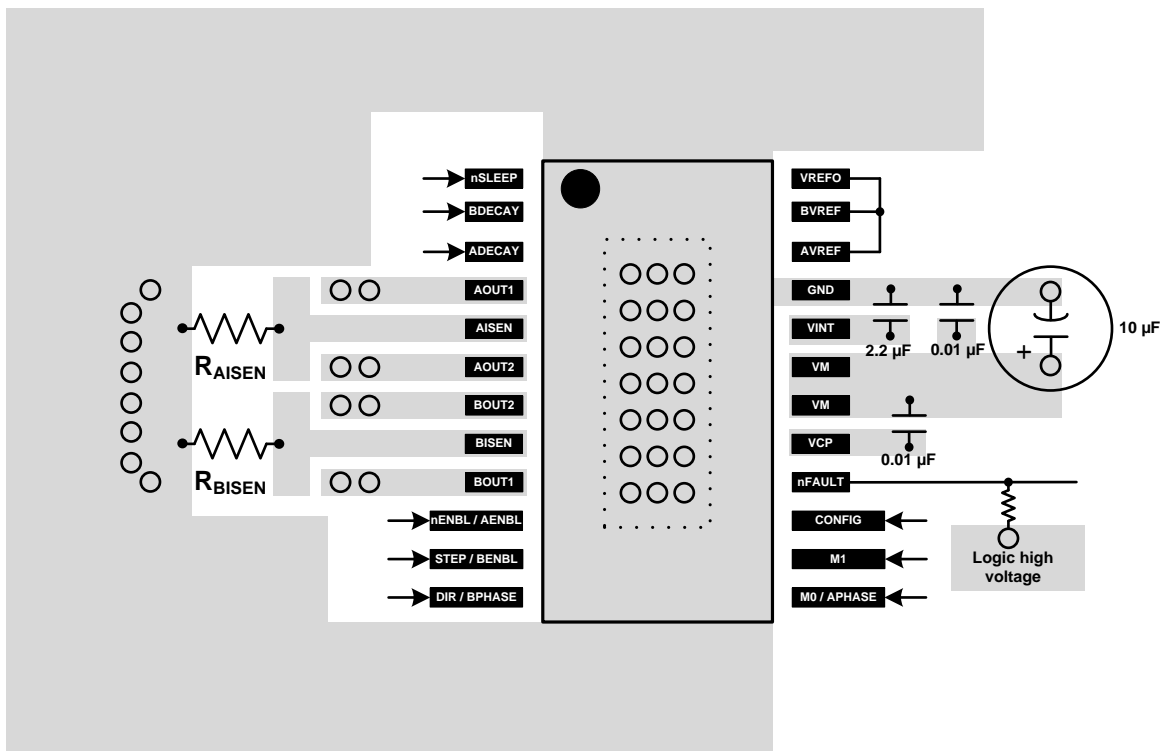 nSLEEP
BDECAY
ADECAY
AOUT1
AISEN
AOUT2
BOUT2
BISEN
BOUT1
nENBL / AENBL
STEP / BENBL
DIR / BPHASE
RAISEN
RBISEN
VREFO
BVREF
AVREF
GND
VINT
VM
VM
VCP
nFAULT
CONFIG
M1
M0 / APHASE
2.2 µF
0.01 µF
+
10 µF
0.01 µF
Logic high
voltage